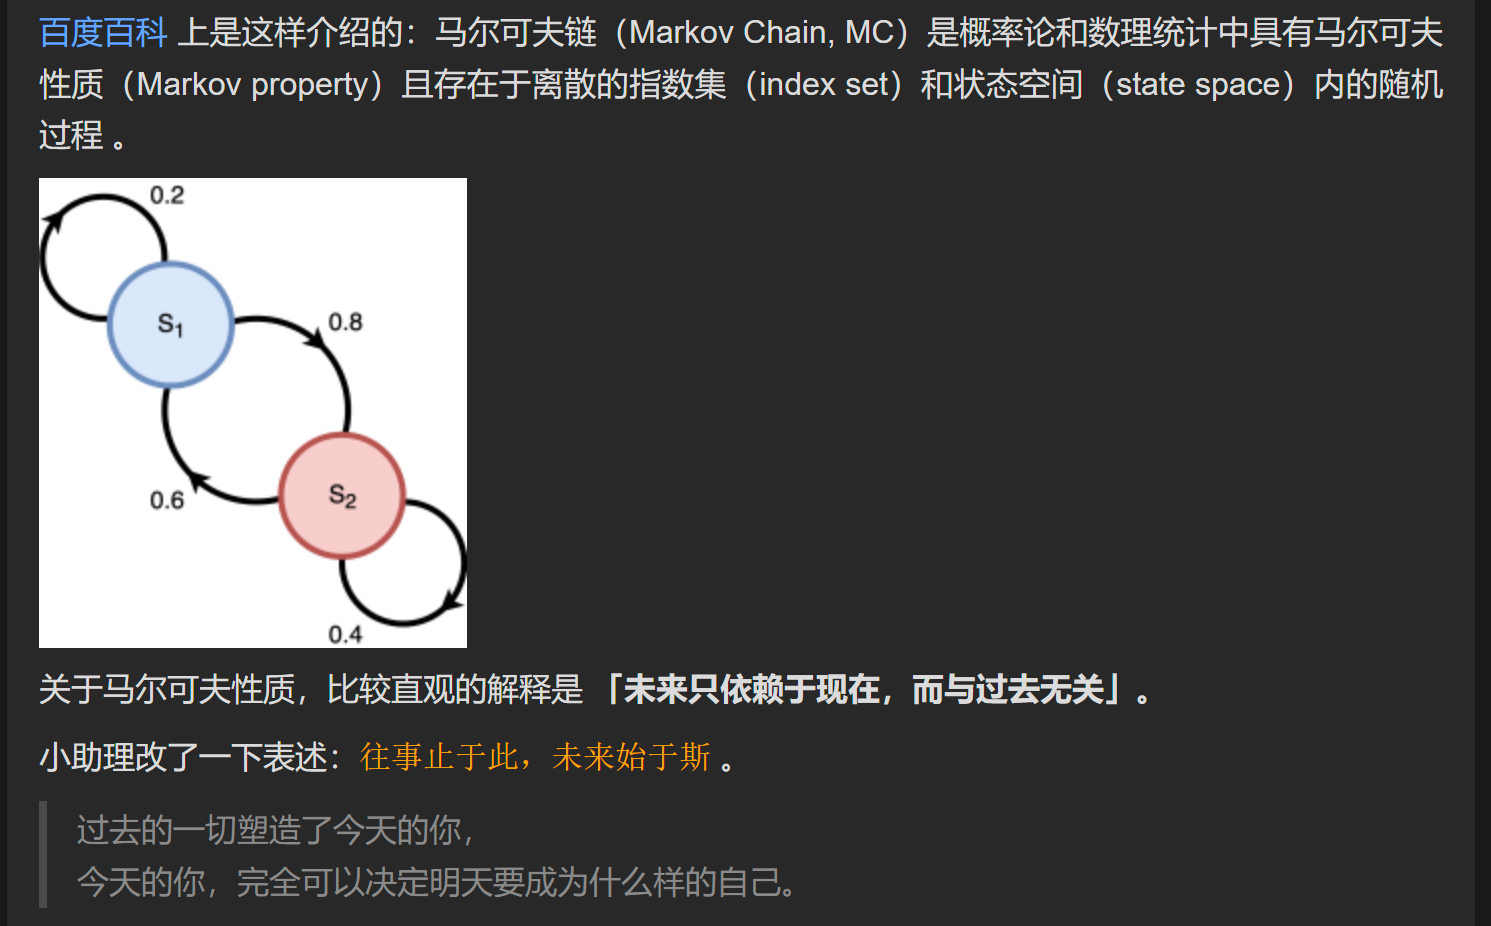 百度百科 上是这样介绍的：马尔可夫链（Markov Chain, MC）是概率论和数理统计中具有马尔可夫
性质（Markov property）且存在于离散的指数集（index set）和状态空间（state space）内的随机
过程 。
0.2
S1
0.8
0.6
S2
0.4
关于马尔可夫性质，比较直观的解释是 「未来只依赖于现在，而与过去无关」。
小助理改了一下表述：往事止于此，未来始于斯 。
过去的一切塑造了今天的你，
今天的你，完全可以决定明天要成为什么样的自己。